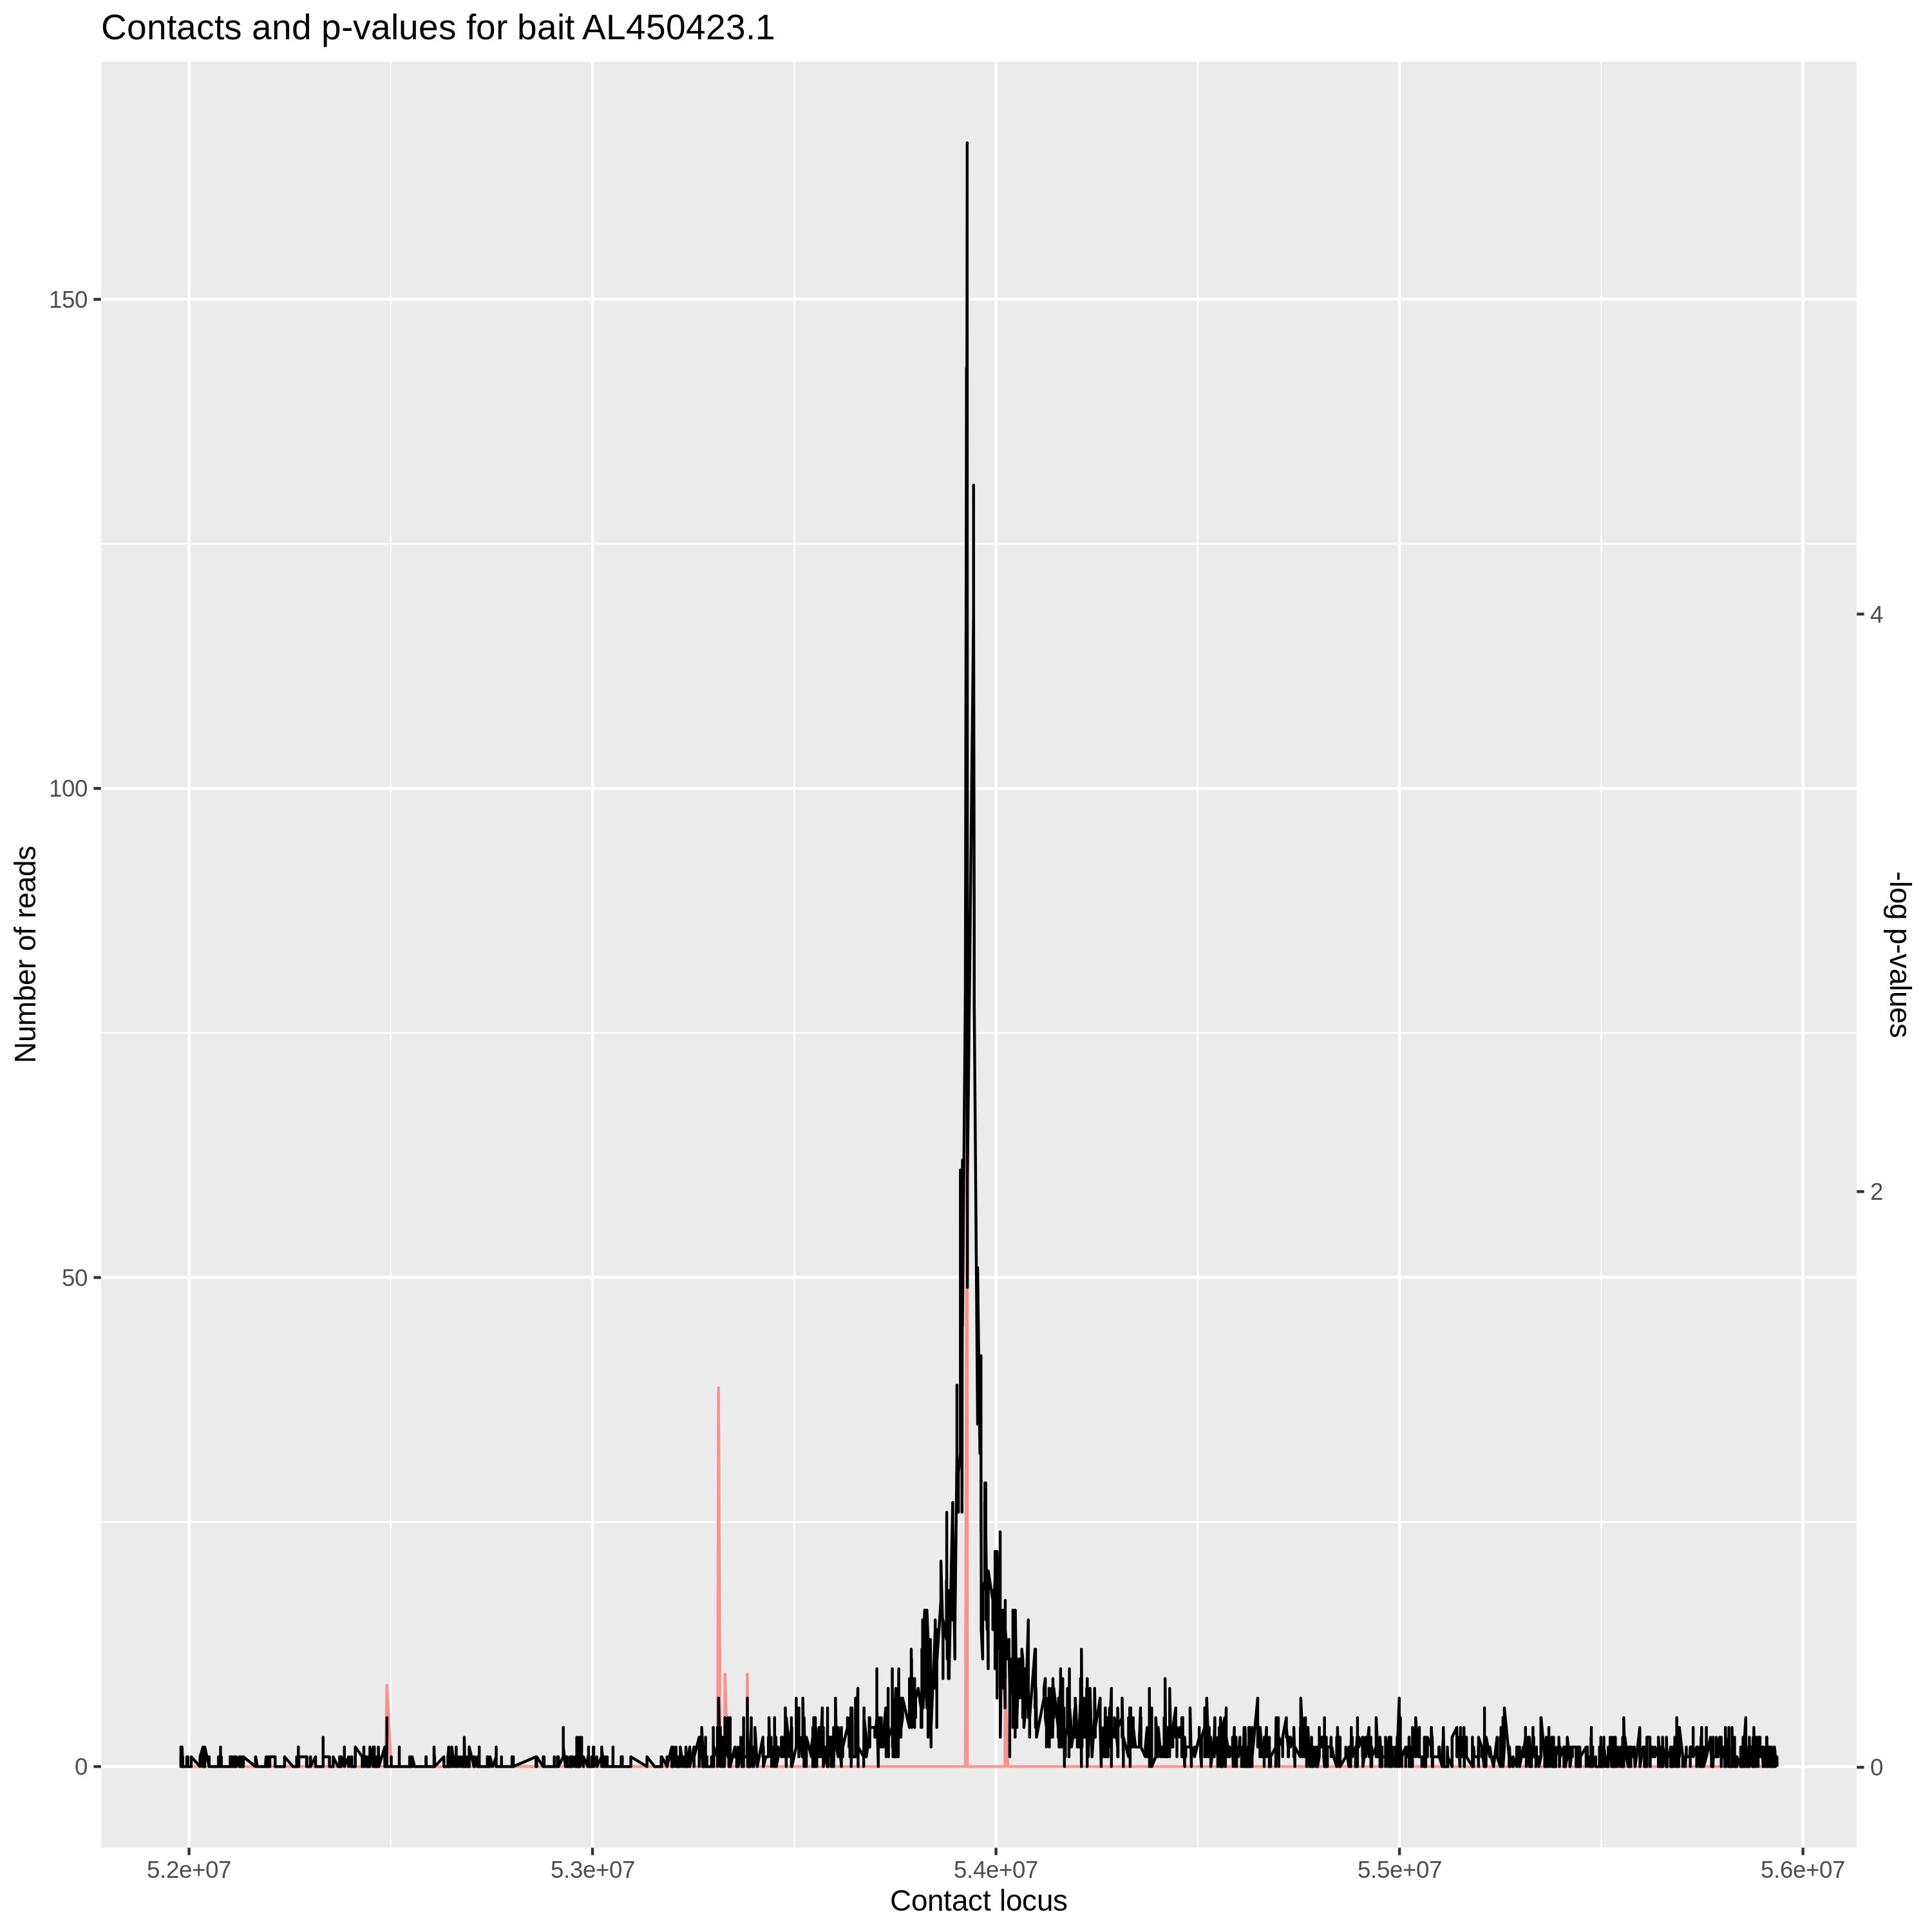 Contacts and p-values for bait AL450423.1
150
100
50
0
4
2
0
Number of reads
-log p-values
5.2e+07
5.3e+07
5.4e+07
5.5e+07
5.6e+07
Contact locus